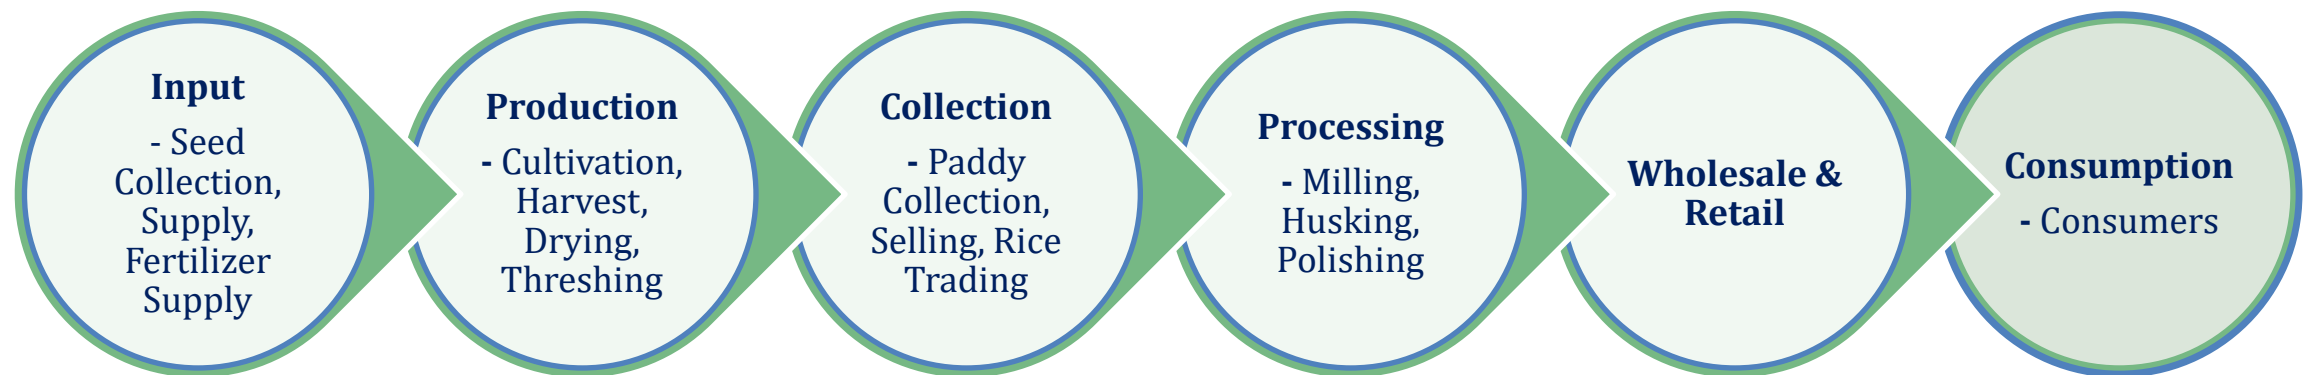 Input
- Seed
Collection,
Supply,
Fertilizer
Supply
Production
- Cultivation,
Harvest,
Drying,
Threshing
Collection
- Paddy
Collection,
Selling, Rice
Trading
Processing
- Milling,
Husking,
Polishing
Wholesale &
Retail
Consumption
- Consumers